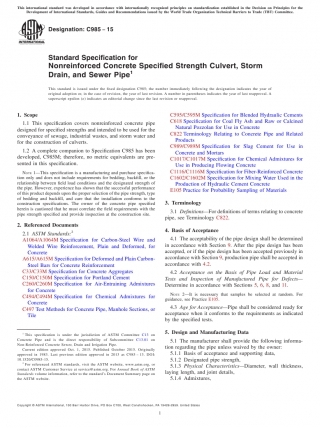 This international standard was developed in accordance with internationally recognized principles on standardization established in the Decision on Principles for the
Development of International Standards, Guides and Recommendations issued by the World Trade Organization Technical Barriers to Trade (TBT) Committee.
Designation: C985 − 15
Standard Specification for
Nonreinforced Concrete Specified Strength Culvert, Storm
Drain, and Sewer Pipe1
This standard is issued under the fixed designation C985; the number immediately following the designation indicates the year of
original adoption or, in the case of revision, the year of last revision. A number in parentheses indicates the year of last reapproval. A
superscript epsilon (´) indicates an editorial change since the last revision or reapproval.
1. Scope
1.1 This specification covers nonreinforced concrete pipe
designed for specified strengths and intended to be used for the
conveyance of sewage, industrial wastes, and storm water and
for the construction of culverts.
1.2 A complete companion to Specification C985 has been
developed, C985M; therefore, no metric equivalents are pre-
sented in this specification.
NOTE 1—This specification is a manufacturing and purchase specifica-
tion only and does not include requirements for bedding, backfill, or the
relationship between field load conditions and the strength designation of
the pipe. However, experience has shown that the successful performance
of this product depends upon the proper selection of the pipe strength, type
of bedding and backfill, and care that the installation conforms to the
construction specifications. The owner of the concrete pipe specified
herein is cautioned that he must correlate the field requirements with the
pipe strength specified and provide inspection at the construction site.
2. Referenced Documents
2.1 ASTM Standards:2
A1064/A1064M Specification for Carbon-Steel Wire and
Welded Wire Reinforcement, Plain and Deformed, for
Concrete
A615/A615M Specification for Deformed and Plain Carbon-
Steel Bars for Concrete Reinforcement
C33/C33M Specification for Concrete Aggregates
C150/C150M Specification for Portland Cement
C260/C260M Specification for Air-Entraining Admixtures
for Concrete
C494/C494M Specification for Chemical Admixtures for
Concrete
C497 Test Methods for Concrete Pipe, Manhole Sections, or
Tile
1 This specification is under the jurisdiction of ASTM Committee C13 on
Concrete Pipe and is the direct responsibility of Subcommittee C13.01 on
Non-Reinforced Concrete Sewer, Drain and Irrigation Pipe.
Current edition approved Oct. 1, 2015. Published October 2015. Originally
approved in 1983. Last previous edition approved in 2013 as C985 – 13. DOI:
10.1520/C0985-15.
2 For referenced ASTM standards, visit the ASTM website, www.astm.org, or
contact ASTM Customer Service at service@astm.org. For Annual Book of ASTM
Standards volume information, refer to the standard's Document Summary page on
the ASTM website.
C595/C595M Specification for Blended Hydraulic Cements
C618 Specification for Coal Fly Ash and Raw or Calcined
Natural Pozzolan for Use in Concrete
C822 Terminology Relating to Concrete Pipe and Related
Products
C989/C989M Specification for Slag Cement for Use in
Concrete and Mortars
C1017/C1017M Specification for Chemical Admixtures for
Use in Producing Flowing Concrete
C1116/C1116M Specification for Fiber-Reinforced Concrete
C1602/C1602M Specification for Mixing Water Used in the
Production of Hydraulic Cement Concrete
E105 Practice for Probability Sampling of Materials
3. Terminology
3.1 Definitions—For definitions of terms relating to concrete
pipe, see Terminology C822.
4. Basis of Acceptance
4.1 The acceptability of the pipe design shall be determined
in accordance with Section 9. After the pipe design has been
accepted, or if the pipe design has been previously accepted in
accordance with Section 9, production pipe shall be accepted in
accordance with 4.2.
4.2 Acceptance on the Basis of Pipe Load and Material
Tests and Inspection of Manufactured Pipe for Defects—
Determine in accordance with Sections 5, 6, 8, and 11.
NOTE 2—It is necessary that samples be selected at random. For
guidance, see Practice E105.
4.3 Age for Acceptance—Pipe shall be considered ready for
acceptance when it conforms to the requirements as indicated
by the specified tests.
5. Design and Manufacturing Data
5.1 The manufacturer shall provide the following informa-
tion regarding the pipe unless waived by the owner:
5.1.1 Basis of acceptance and supporting data,
5.1.2 Designated pipe strength,
5.1.3 Physical Characteristics—Diameter, wall thickness,
laying length, and joint details,
5.1.4 Admixtures,
Copyright © ASTM International, 100 Barr Harbor Drive, PO Box C700, West Conshohocken, PA 19428-2959. United States
1